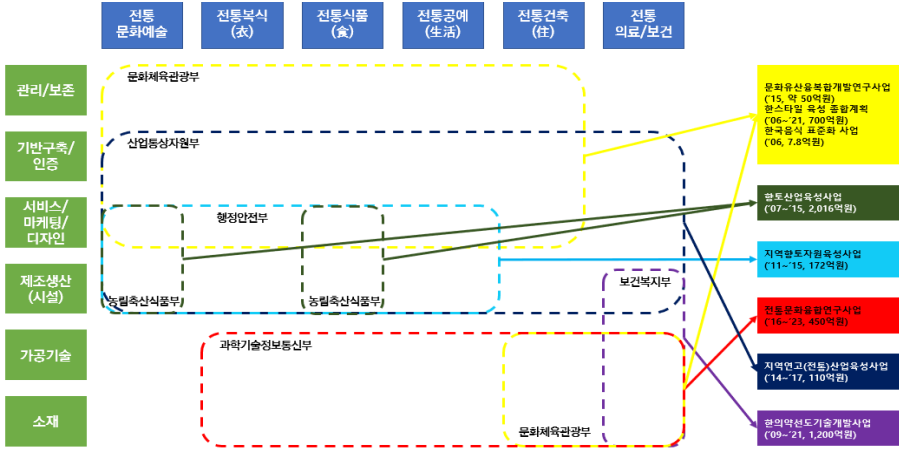 전통
문화예술
전통복식
(衣)
전통식품
(食)
전통공예
(生活)
전통건축
(住)
전통
의료/보건
관리/보존
기반구축/
인증
서비스/
마케팅/
디자인
제조생산
(시설)
가공기술
소재
문화체육관광부
산업통상자원부
행정안전부
농림축산식품부
농림축산식품부
보건복지부
과학기술정보통신부
문화체육관광부
문화유산융복합개발연구사업
('15, 약 50억원)
한스타일 육성 종합계획
('06~'21, 700억원)
한국음식 표준화 사업
('06, 7.8억원)
향토산업육성사업
('07~'15, 2,016억원)
지역향토자원육성사업
('11~'15, 172억원)
전통문화융합연구사업
('16~'23, 450억원)
지역연고(전통)산업육성사업
('14~'17, 110억원)
한의약선도기술개발사업
('09~'21, 1,200억원)